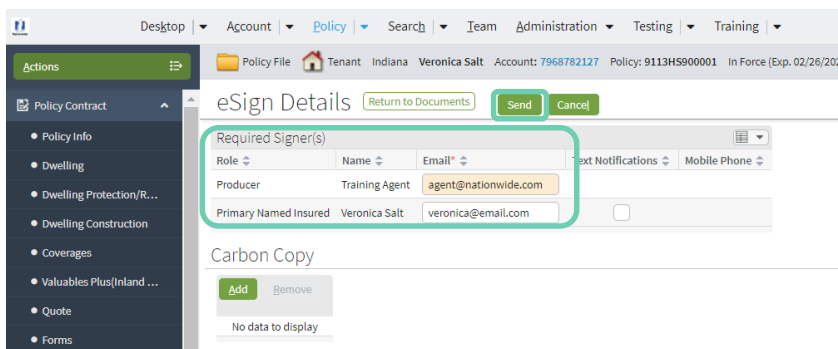 Desktop Account Policy Search Team Administration Testing Training
Actions
Policy File Tenant Indiana Veronica Salt Account: 7968782127 Policy: 9113HS900001 In Force (Exp. 02/26/202
Policy Contract
eSign Details Return to Documents Send Cancel
Policy Info
Required Signer(s)
Role Name Email* Text Notifications Mobile Phone
Dwelling
Producer Training Agent agent@nationwide.com
Dwelling Protection/R...
Primary Named Insured Veronica Salt veronica@email.com
Dwelling Construction
Coverages
Carbon Copy
Valuables Plus(Inland ...
Add Remove
Quote
No data to display
Forms